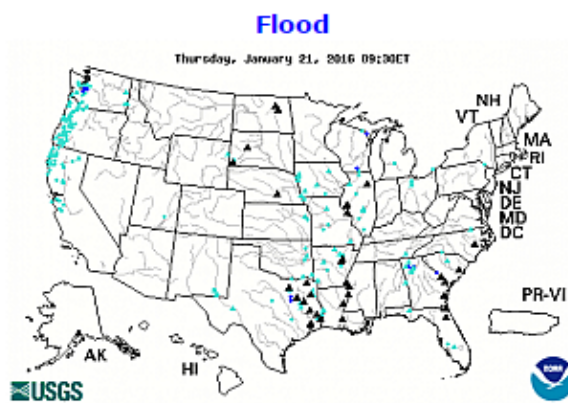 Flood
Thursday, January 21, 2016 09:30ET
NH
VT
MA
RI
CT
NJ
DE
MD
DC
PR-VI
AK
HI
USGS
NOAA